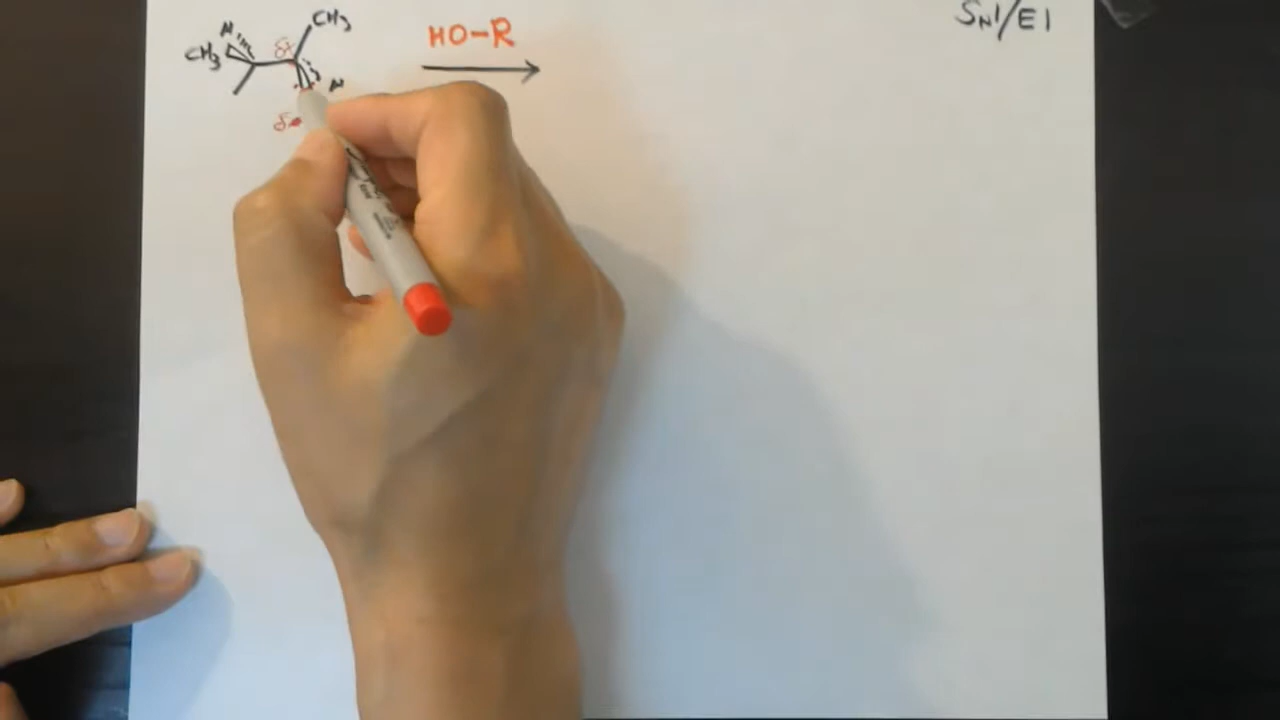 CH3
H
CH3
δ+
H
δ-
HO-R
SN1/E1